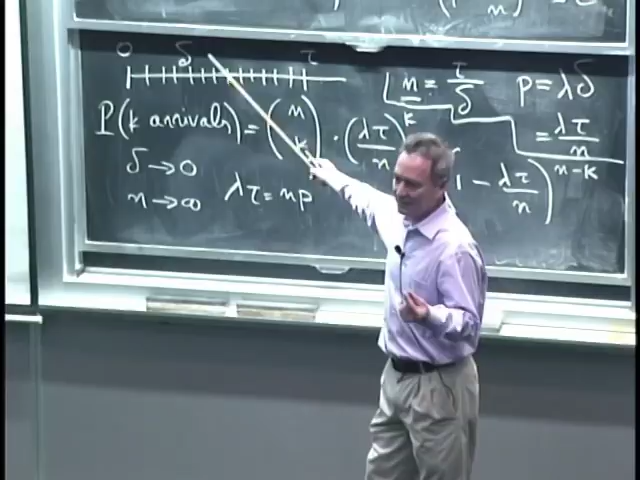 0 δ τ
n = τ/δ p = λδ
= λτ/n
P(k arrivals) = (n k) · (λτ/n)^k
1 - λτ/n)^n-k
δ → 0
n → ∞ λτ = np